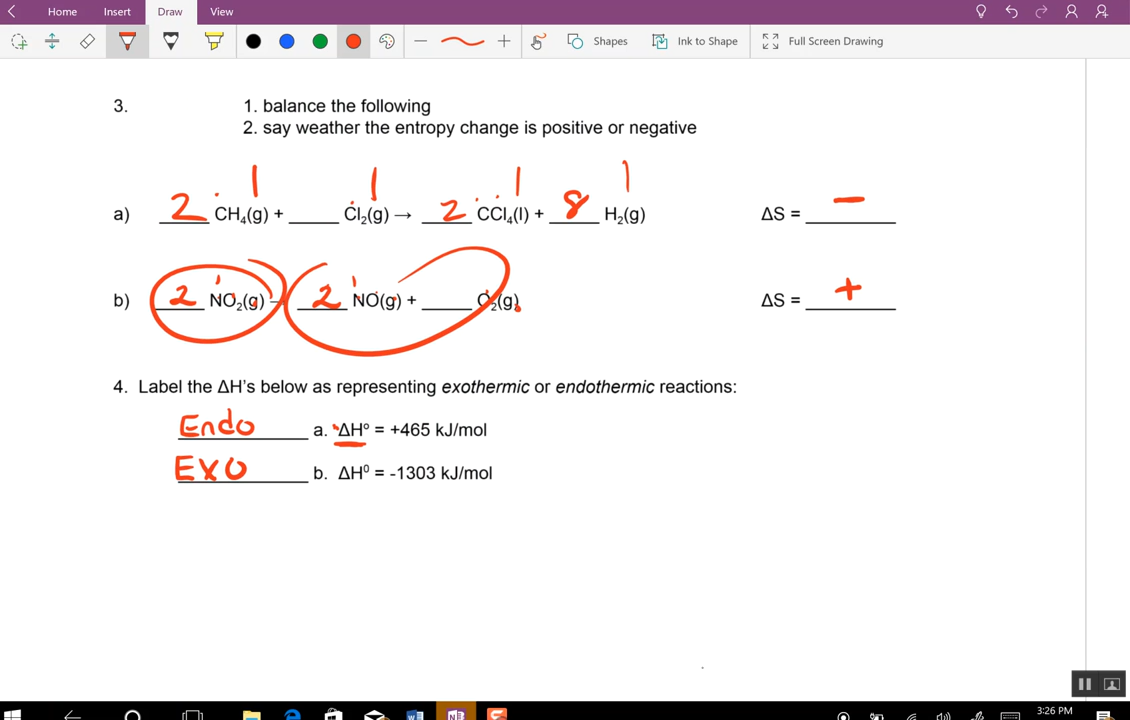 Home Insert Draw View
Shapes Ink to Shape Full Screen Drawing
3. 1. balance the following
2. say weather the entropy change is positive or negative
1 1 1 1
a) 2 CH₄(g) + _____ Cl₂(g) → 2 CCl₄(l) + 8 H₂(g) ΔS = −
b) 2 NO₂(g) → 2 NO(g) + _____ O₂(g) ΔS = +
4. Label the ΔH's below as representing exothermic or endothermic reactions:
Endo a. ΔH° = +465 kJ/mol
EXO b. ΔH⁰ = -1303 kJ/mol
3:26 PM